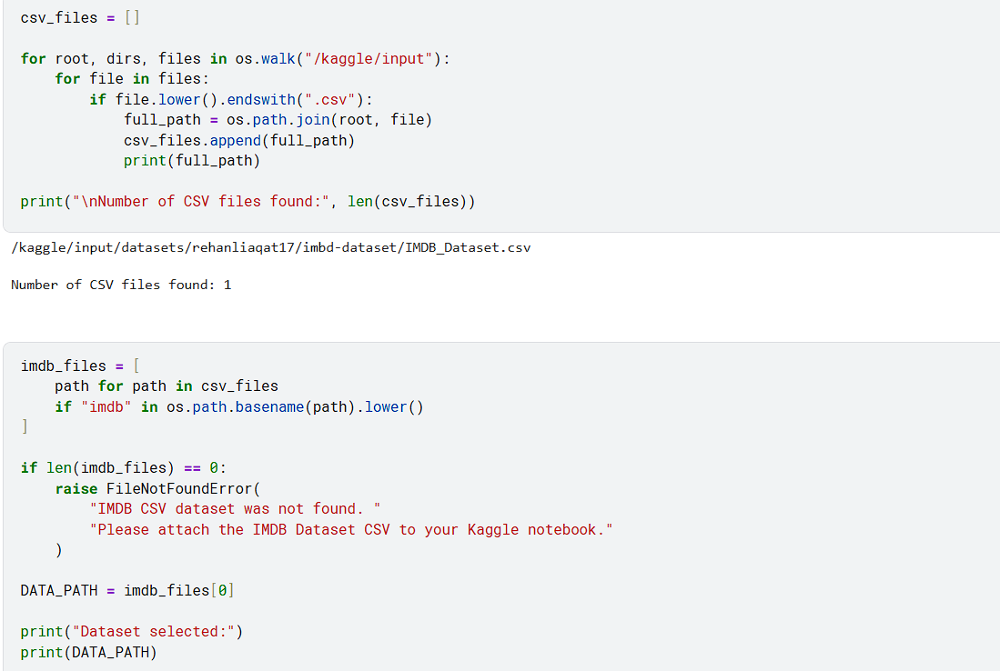 csv_files = []
for root, dirs, files in os.walk("/kaggle/input"):
    for file in files:
        if file.lower().endswith(".csv"):
            full_path = os.path.join(root, file)
            csv_files.append(full_path)
            print(full_path)
print("\nNumber of CSV files found:", len(csv_files))
/kaggle/input/datasets/rehanliaqat17/imbd-dataset/IMDB_Dataset.csv
Number of CSV files found: 1
imdb_files = [
    path for path in csv_files
    if "imdb" in os.path.basename(path).lower()
]
if len(imdb_files) == 0:
    raise FileNotFoundError(
        "IMDB CSV dataset was not found. "
        "Please attach the IMDB Dataset CSV to your Kaggle notebook."
    )
DATA_PATH = imdb_files[0]
print("Dataset selected:")
print(DATA_PATH)